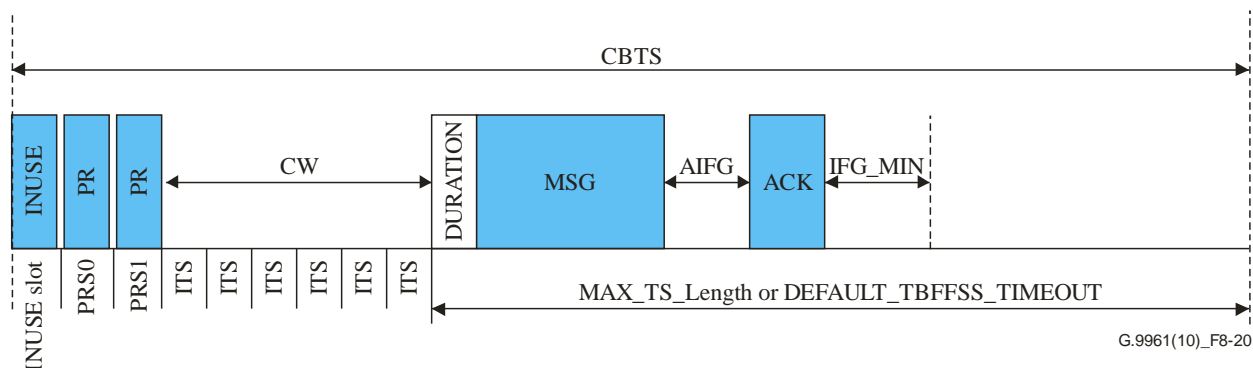 CBTS
INUSE
PR
PR
CW
DURATION
MSG
AIFG
ACK
IFG_MIN
INUSE slot
PRS0
PRS1
ITS
ITS
ITS
ITS
ITS
ITS
MAX_TS_Length or DEFAULT_TBFFSS_TIMEOUT
G.9961(10)_F8-20